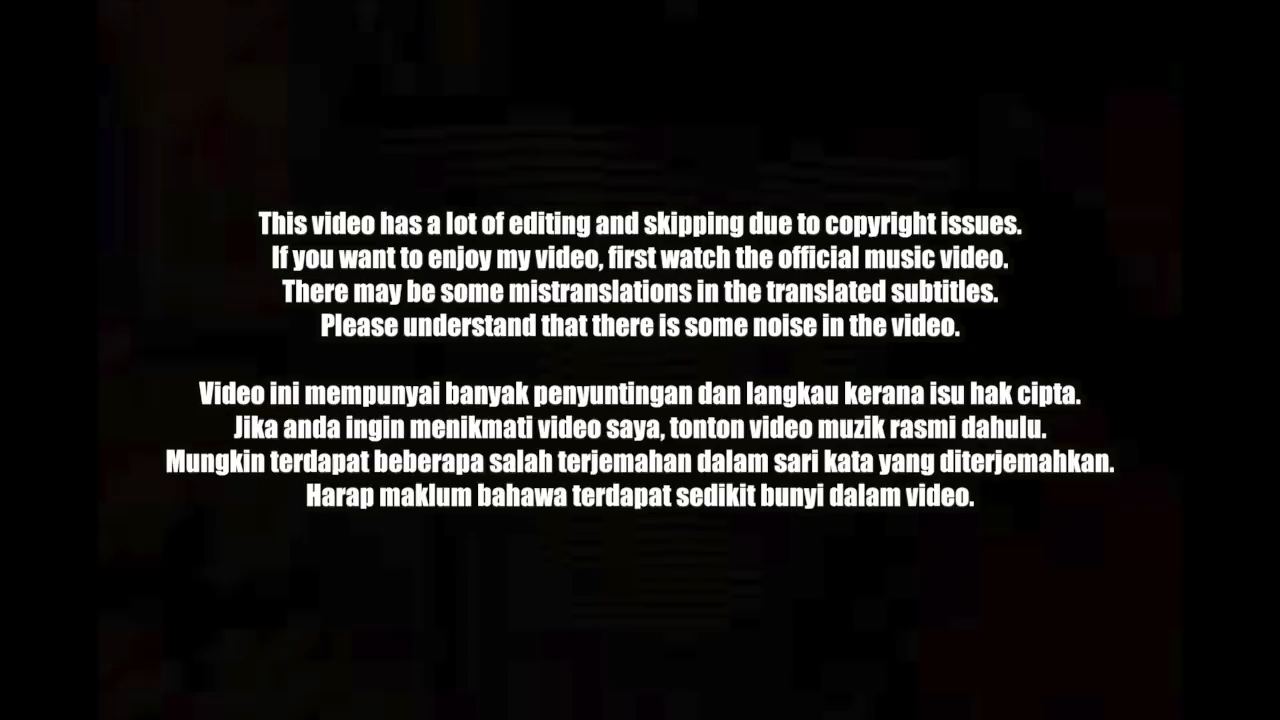 This video has a lot of editing and skipping due to copyright issues.
If you want to enjoy my video, first watch the official music video.
There may be some mistranslations in the translated subtitles.
Please understand that there is some noise in the video.
Video ini mempunyai banyak penyuntingan dan langkau kerana isu hak cipta.
Jika anda ingin menikmati video saya, tonton video muzik rasmi dahulu.
Mungkin terdapat beberapa salah terjemahan dalam sari kata yang diterjemahkan.
Harap maklum bahawa terdapat sedikit bunyi dalam video.